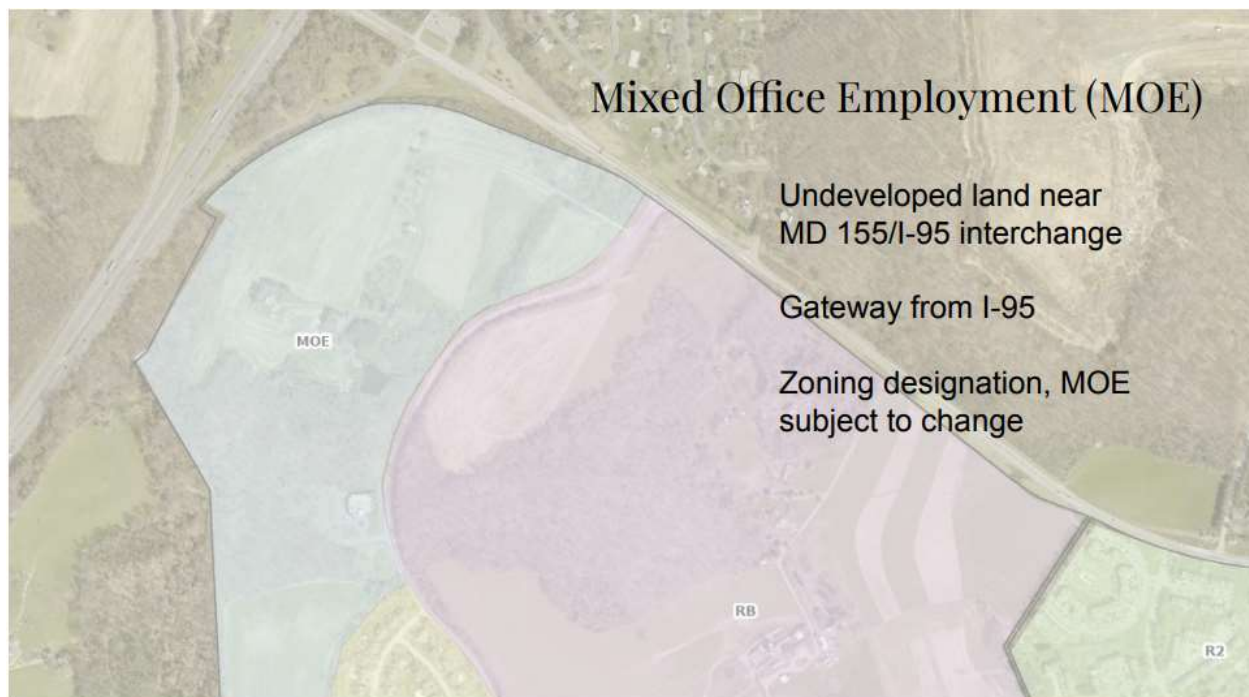 Mixed Office Employment (MOE)
Undeveloped land near
MD 155/I-95 interchange
Gateway from I-95
MOE
Zoning designation, MOE
subject to change
RB
R2